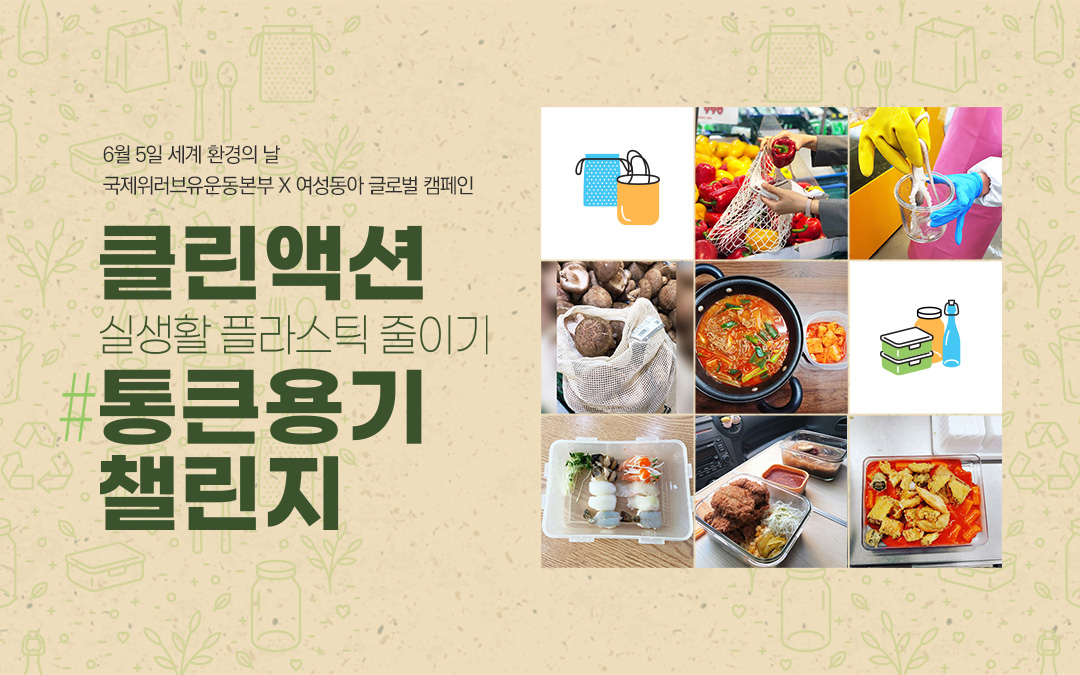 6월 5일 세계 환경의 날
국제위러브유운동본부 X 여성동아 글로벌 캠페인
클린액션
실생활 플라스틱 줄이기
#통큰용기
챌린지
990